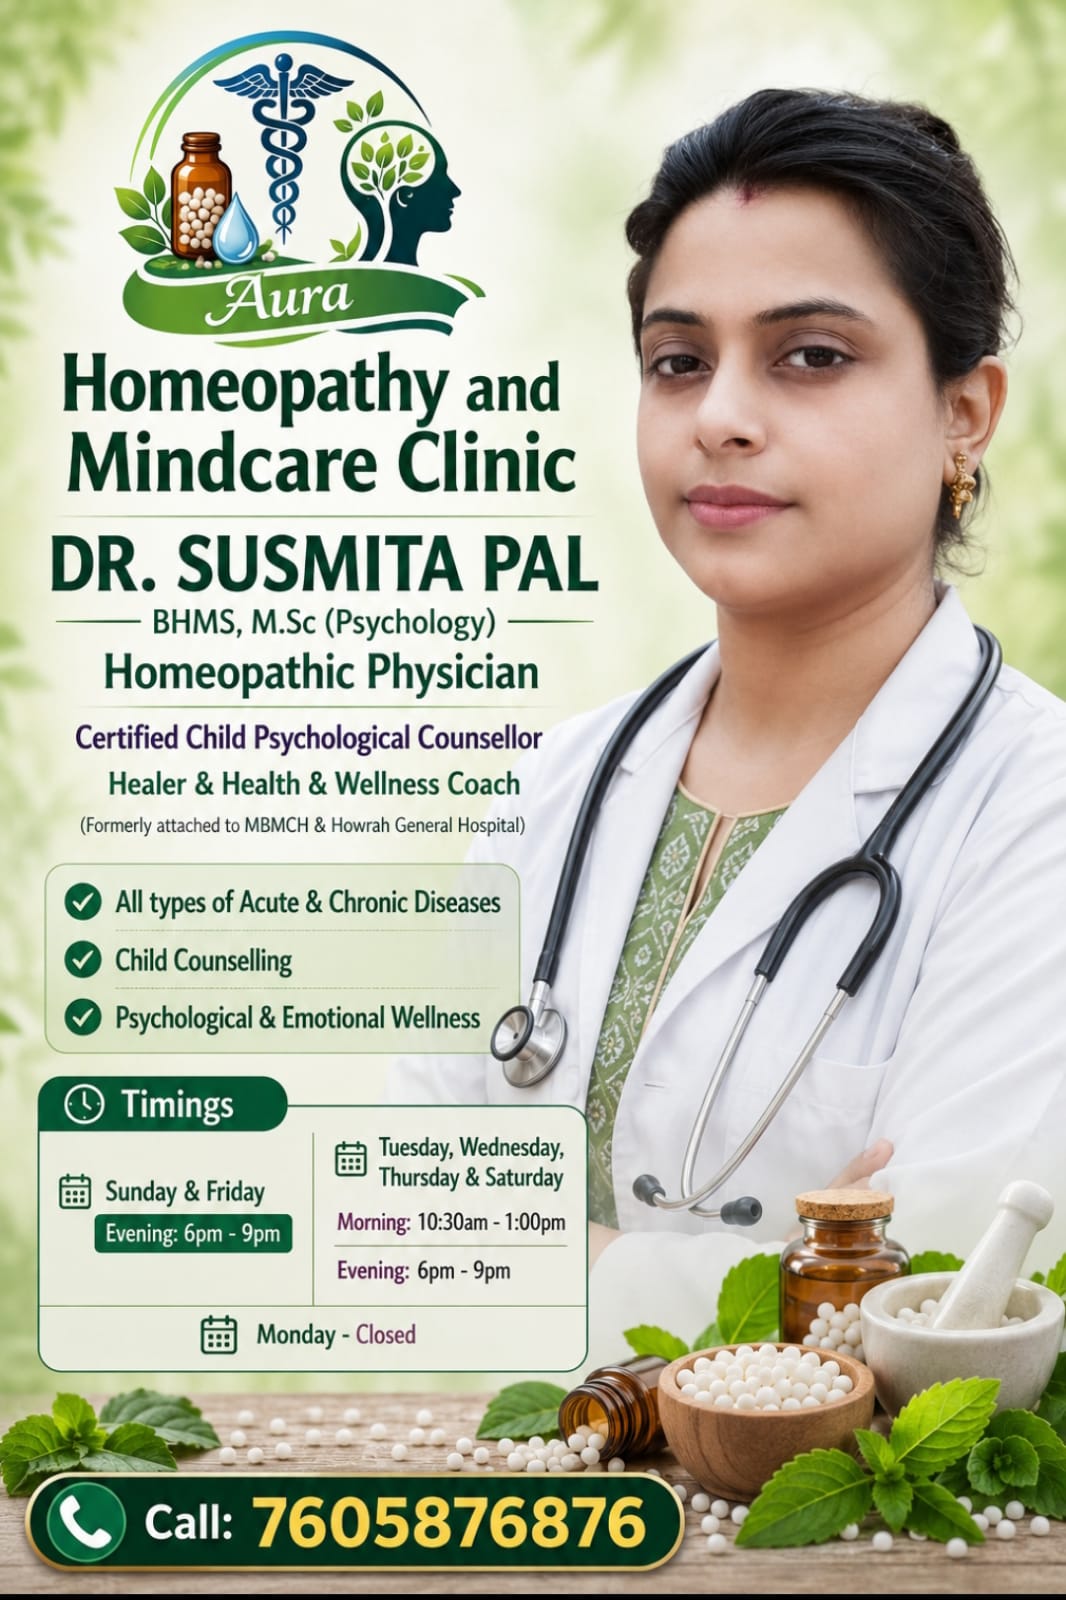 Aura
Homeopathy and
Mindcare Clinic
DR. SUSMITA PAL
BHMS, M.Sc (Psychology)
Homeopathic Physician
Certified Child Psychological Counsellor
Healer & Health & Wellness Coach
(Formerly attached to MBMCH & Howrah General Hospital)
All types of Acute & Chronic Diseases
Child Counselling
Psychological & Emotional Wellness
Timings
Sunday & Friday
Evening: 6pm - 9pm
Tuesday, Wednesday,
Thursday & Saturday
Morning: 10:30am - 1:00pm
Evening: 6pm - 9pm
Monday - Closed
Call: 7605876876